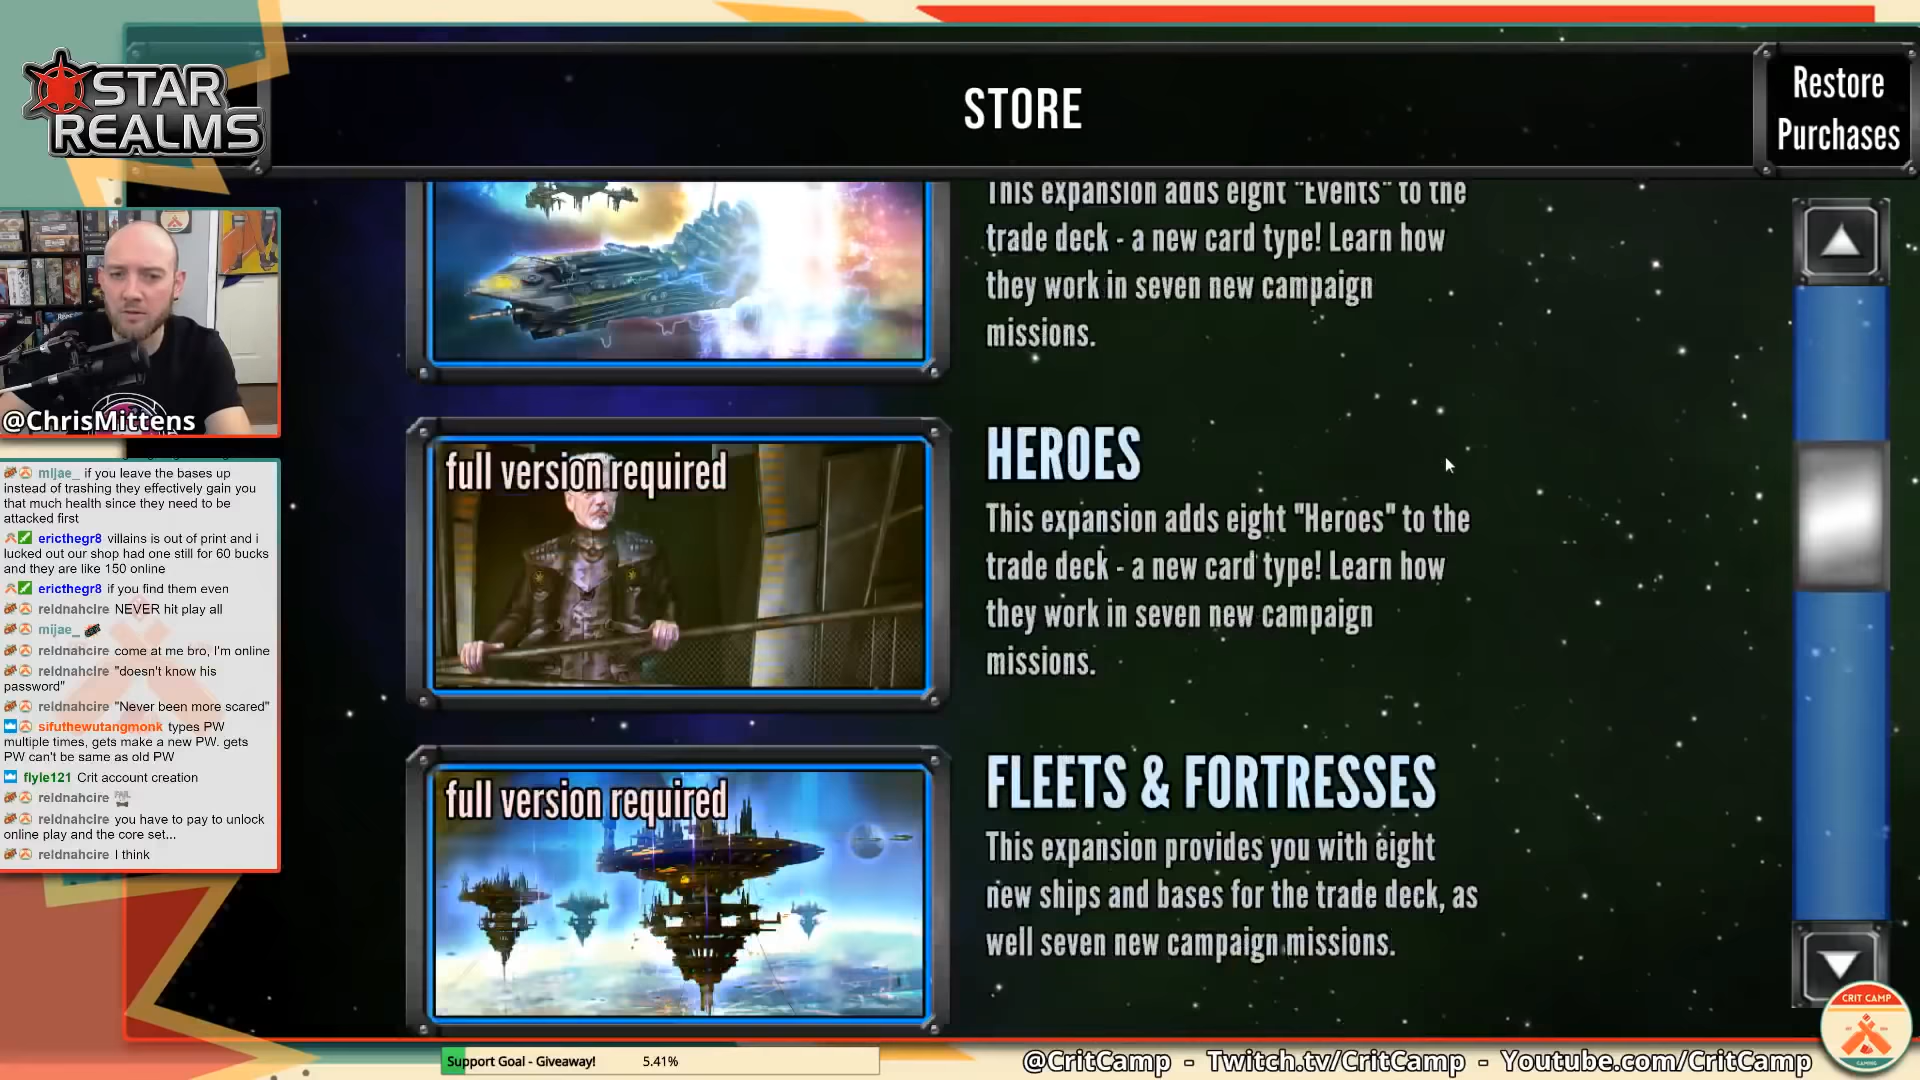 STAR
REALMS
STORE
Restore
Purchases
This expansion adds eight "Events" to the
trade deck - a new card type! Learn how
they work in seven new campaign
missions.
@ChrisMittens
full version required
HEROES
This expansion adds eight "Heroes" to the
trade deck - a new card type! Learn how
they work in seven new campaign
missions.
mijae_ if you leave the bases up
instead of trashing they effectively gain you
that much health since they need to be
attacked first
ericthegr8 villains is out of print and i
lucked out our shop had one still for 60 bucks
and they are like 150 online
ericthegr8 if you find them even
reidnahcire NEVER hit play all
mijae_
reidnahcire come at me bro, I'm online
reidnahcire "doesn't know his
password"
reidnahcire "Never been more scared"
sifuthewutangmonk types PW
multiple times, gets make a new PW. gets
PW can't be same as old PW
flyle121 Crit account creation
reidnahcire
reidnahcire you have to pay to unlock
online play and the core set...
reidnahcire I think
full version required
FLEETS & FORTRESSES
This expansion provides you with eight
new ships and bases for the trade deck, as
well seven new campaign missions.
CRIT CAMP
GAMING
Support Goal - Giveaway! 5.41%
@CritCamp - Twitch.tv/CritCamp - Youtube.com/CritCamp